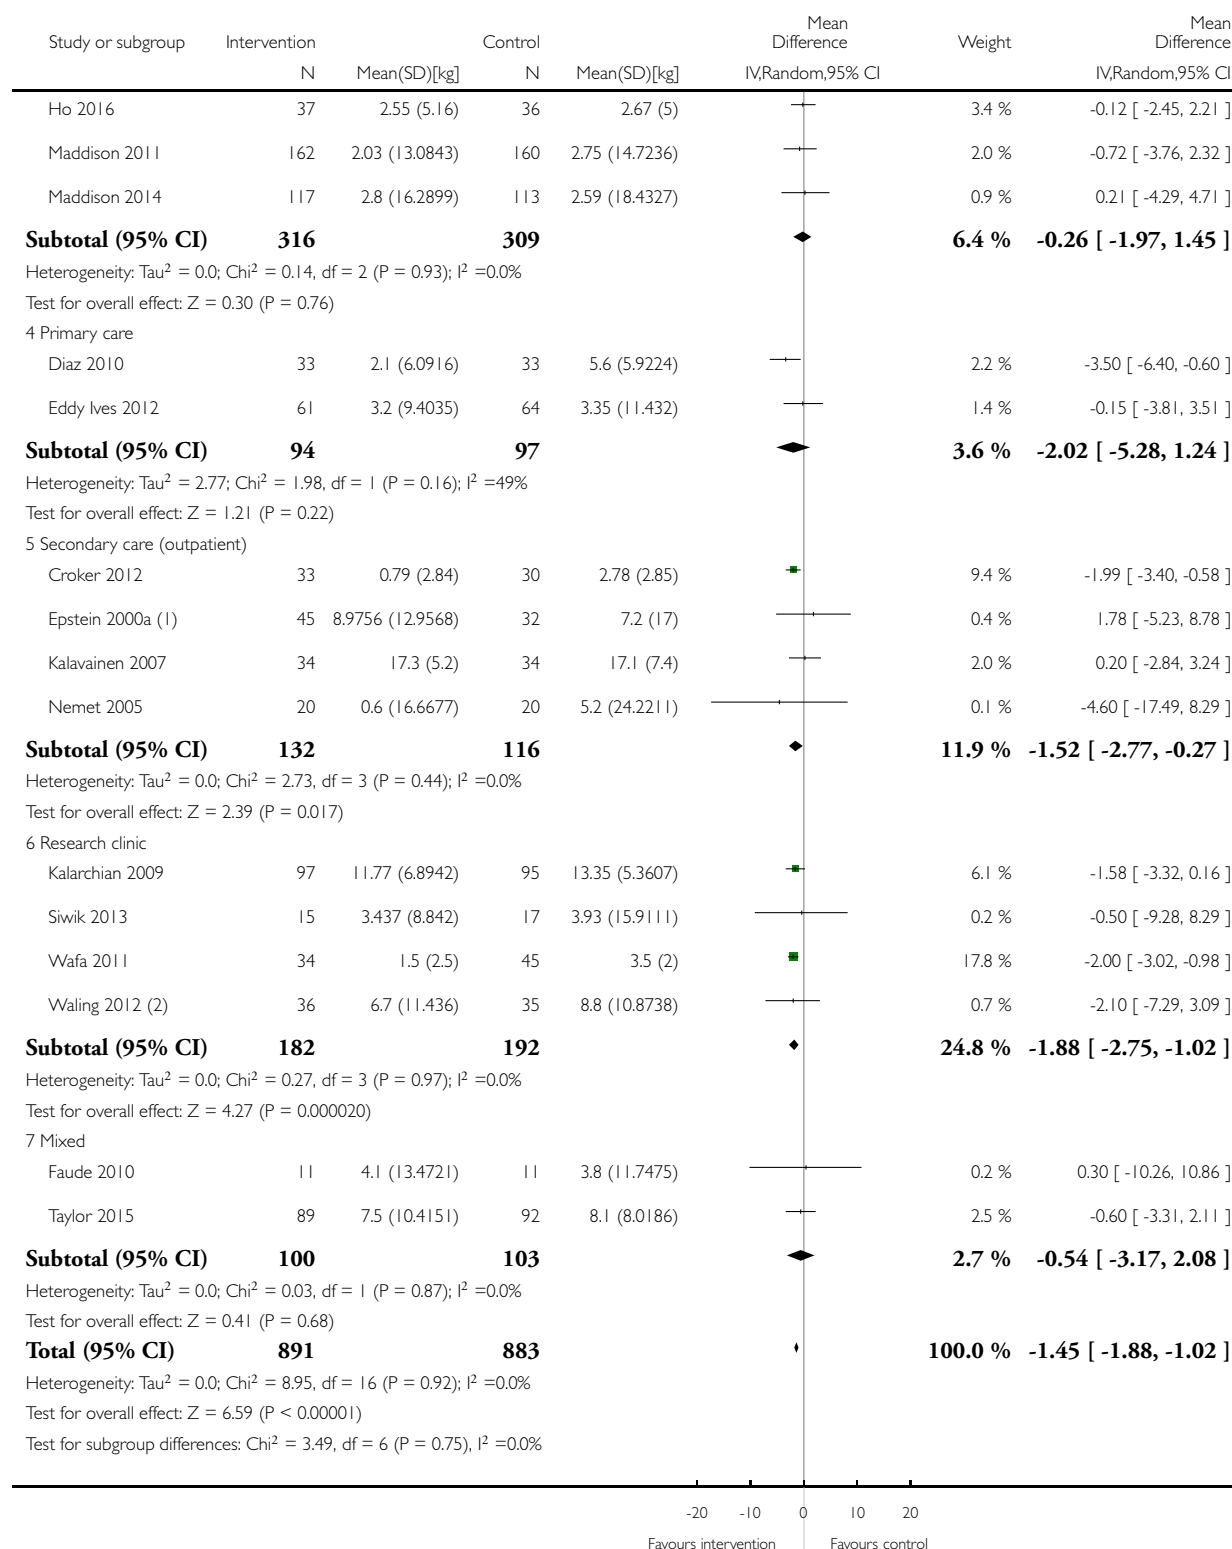 Study or subgroup Intervention Control Mean Difference Weight Mean Difference
N Mean(SD)[kg] N Mean(SD)[kg] IV,Random,95% CI IV,Random,95% CI
Ho 2016 37 2.55 (5.16) 36 2.67 (5) 3.4 % -0.12 [ -2.45, 2.21 ]
Maddison 2011 162 2.03 (13.0843) 160 2.75 (14.7236) 2.0 % -0.72 [ -3.76, 2.32 ]
Maddison 2014 117 2.8 (16.2899) 113 2.59 (18.4327) 0.9 % 0.21 [ -4.29, 4.71 ]
Subtotal (95% CI) 316 309 6.4 % -0.26 [ -1.97, 1.45 ]
Heterogeneity: Tau² = 0.0; Chi² = 0.14, df = 2 (P = 0.93); I² =0.0%
Test for overall effect: Z = 0.30 (P = 0.76)
4 Primary care
Diaz 2010 33 2.1 (6.0916) 33 5.6 (5.9224) 2.2 % -3.50 [ -6.40, -0.60 ]
Eddy Ives 2012 61 3.2 (9.4035) 64 3.35 (11.432) 1.4 % -0.15 [ -3.81, 3.51 ]
Subtotal (95% CI) 94 97 3.6 % -2.02 [ -5.28, 1.24 ]
Heterogeneity: Tau² = 2.77; Chi² = 1.98, df = 1 (P = 0.16); I² =49%
Test for overall effect: Z = 1.21 (P = 0.22)
5 Secondary care (outpatient)
Croker 2012 33 0.79 (2.84) 30 2.78 (2.85) 9.4 % -1.99 [ -3.40, -0.58 ]
Epstein 2000a (1) 45 8.9756 (12.9568) 32 7.2 (17) 0.4 % 1.78 [ -5.23, 8.78 ]
Kalavainen 2007 34 17.3 (5.2) 34 17.1 (7.4) 2.0 % 0.20 [ -2.84, 3.24 ]
Nemet 2005 20 0.6 (16.6677) 20 5.2 (24.2211) 0.1 % -4.60 [ -17.49, 8.29 ]
Subtotal (95% CI) 132 116 11.9 % -1.52 [ -2.77, -0.27 ]
Heterogeneity: Tau² = 0.0; Chi² = 2.73, df = 3 (P = 0.44); I² =0.0%
Test for overall effect: Z = 2.39 (P = 0.017)
6 Research clinic
Kalarchian 2009 97 11.77 (6.8942) 95 13.35 (5.3607) 6.1 % -1.58 [ -3.32, 0.16 ]
Siwik 2013 15 3.437 (8.842) 17 3.93 (15.9111) 0.2 % -0.50 [ -9.28, 8.29 ]
Wafa 2011 34 1.5 (2.5) 45 3.5 (2) 17.8 % -2.00 [ -3.02, -0.98 ]
Waling 2012 (2) 36 6.7 (11.436) 35 8.8 (10.8738) 0.7 % -2.10 [ -7.29, 3.09 ]
Subtotal (95% CI) 182 192 24.8 % -1.88 [ -2.75, -1.02 ]
Heterogeneity: Tau² = 0.0; Chi² = 0.27, df = 3 (P = 0.97); I² =0.0%
Test for overall effect: Z = 4.27 (P = 0.000020)
7 Mixed
Faude 2010 11 4.1 (13.4721) 11 3.8 (11.7475) 0.2 % 0.30 [ -10.26, 10.86 ]
Taylor 2015 89 7.5 (10.4151) 92 8.1 (8.0186) 2.5 % -0.60 [ -3.31, 2.11 ]
Subtotal (95% CI) 100 103 2.7 % -0.54 [ -3.17, 2.08 ]
Heterogeneity: Tau² = 0.0; Chi² = 0.03, df = 1 (P = 0.87); I² =0.0%
Test for overall effect: Z = 0.41 (P = 0.68)
Total (95% CI) 891 883 100.0 % -1.45 [ -1.88, -1.02 ]
Heterogeneity: Tau² = 0.0; Chi² = 8.95, df = 16 (P = 0.92); I² =0.0%
Test for overall effect: Z = 6.59 (P < 0.00001)
Test for subgroup differences: Chi² = 3.49, df = 6 (P = 0.75), I² =0.0%
-20 -10 0 10 20
Favours intervention Favours control